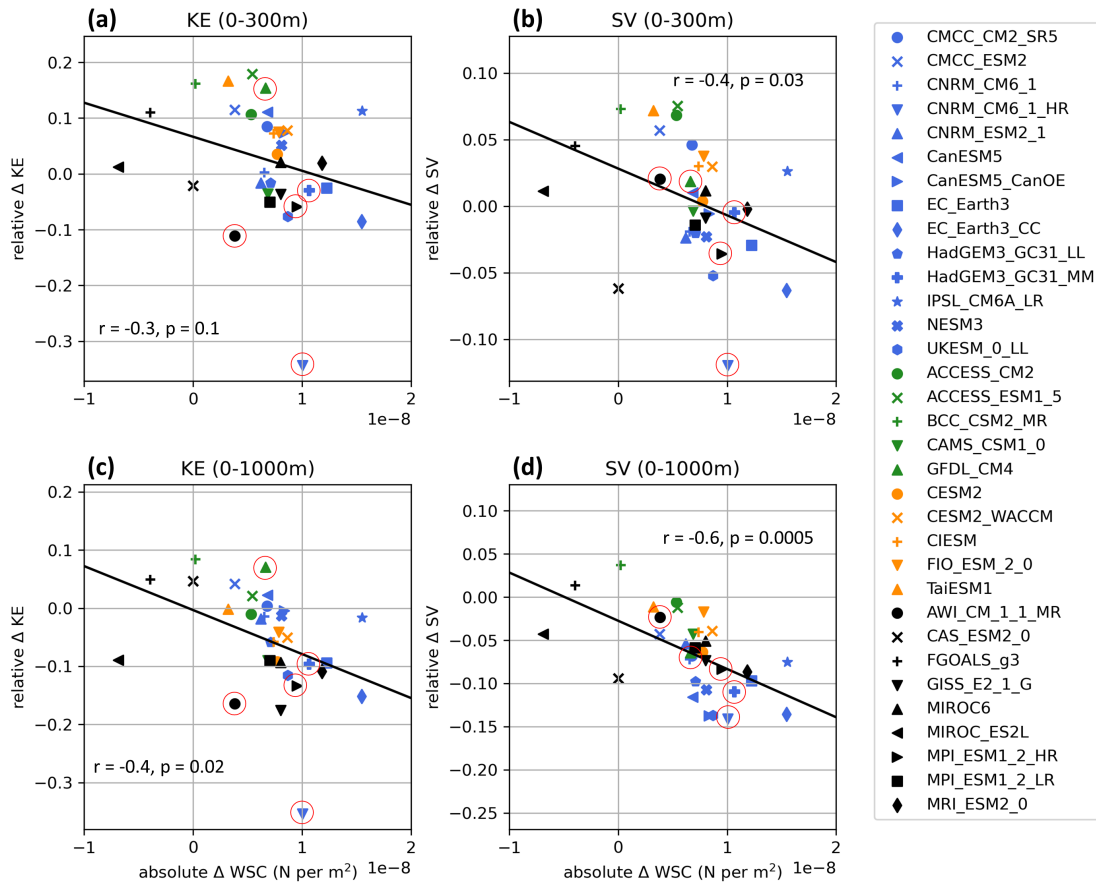 (a)
KE (0-300m)
0.2
0.1
0.0
−0.1
−0.2
−0.3
relative Δ KE
r = -0.3, p = 0.1
−1
0
1
2
1e−8
(b)
SV (0-300m)
0.10
0.05
0.00
−0.05
−0.10
relative Δ SV
r = -0.4, p = 0.03
−1
0
1
2
1e−8
(c)
KE (0-1000m)
0.2
0.1
0.0
−0.1
−0.2
−0.3
relative Δ KE
r = -0.4, p = 0.02
−1
0
1
2
1e−8
absolute Δ WSC (N per m²)
(d)
SV (0-1000m)
0.10
0.05
0.00
−0.05
−0.10
−0.15
−0.20
−0.25
relative Δ SV
r = -0.6, p = 0.0005
−1
0
1
2
1e−8
absolute Δ WSC (N per m²)
CMCC_CM2_SR5
CMCC_ESM2
CNRM_CM6_1
CNRM_CM6_1_HR
CNRM_ESM2_1
CanESM5
CanESM5_CanOE
EC_Earth3
EC_Earth3_CC
HadGEM3_GC31_LL
HadGEM3_GC31_MM
IPSL_CM6A_LR
NESM3
UKESM_0_LL
ACCESS_CM2
ACCESS_ESM1_5
BCC_CSM2_MR
CAMS_CSM1_0
GFDL_CM4
CESM2
CESM2_WACCM
CIESM
FIO_ESM_2_0
TaiESM1
AWI_CM_1_1_MR
CAS_ESM2_0
FGOALS_g3
GISS_E2_1_G
MIROC6
MIROC_ES2L
MPI_ESM1_2_HR
MPI_ESM1_2_LR
MRI_ESM2_0